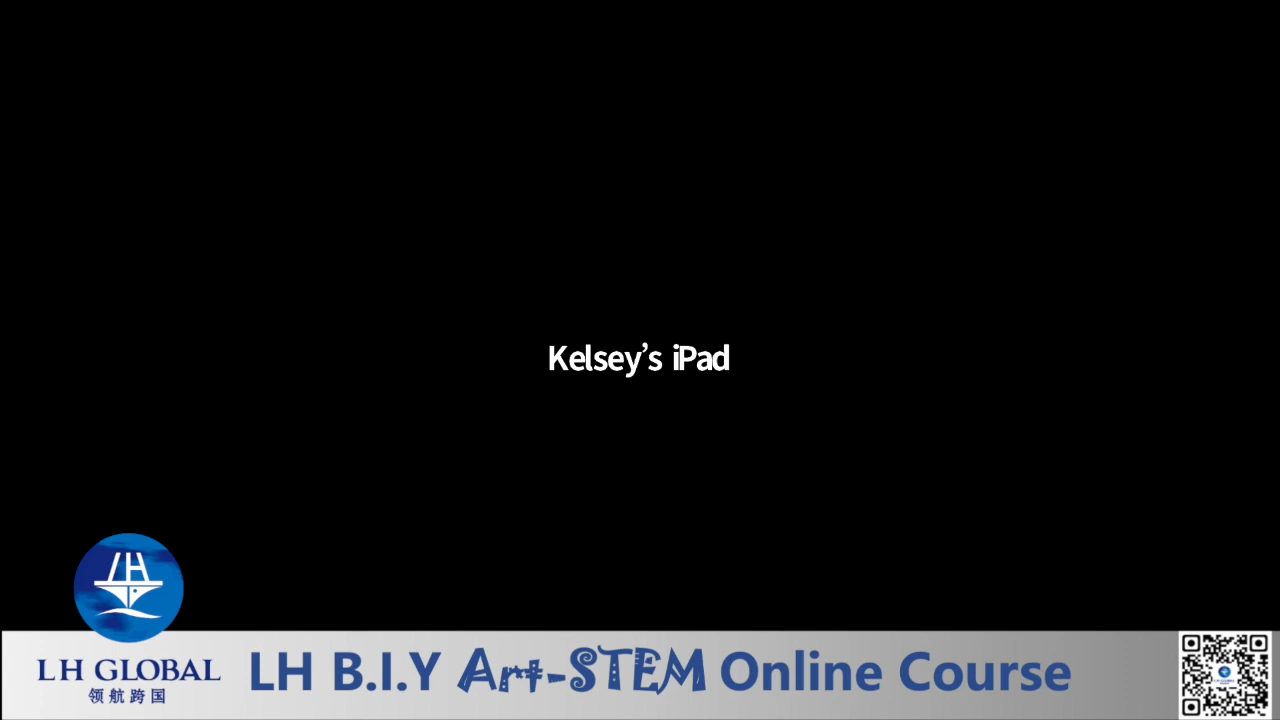 Kelsey’s iPad
LH
LH GLOBAL
领航跨国
LH B.I.Y Art-STEM Online Course